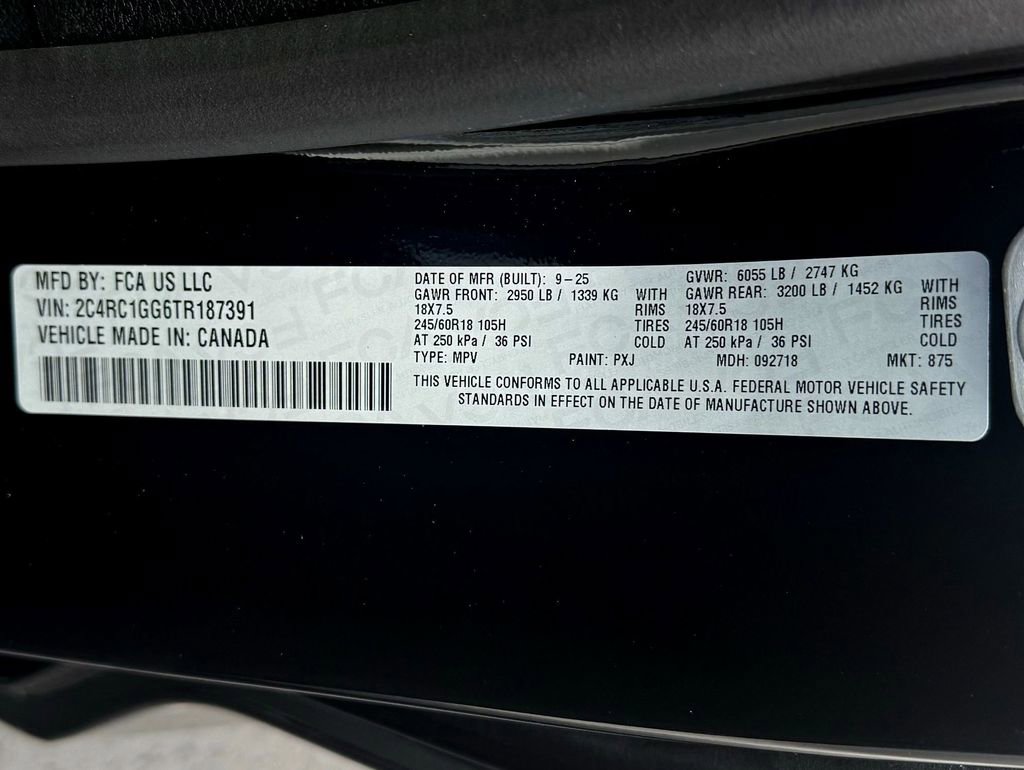 MFD BY: FCA US LLC
VIN: 2C4RC1GG6TR187391
VEHICLE MADE IN: CANADA
DATE OF MFR (BUILT): 9-25
GAWR FRONT: 2950 LB / 1339 KG WITH
18X7.5 RIMS
245/60R18 105H TIRES
AT 250 kPa / 36 PSI COLD
GVWR: 6055 LB / 2747 KG
GAWR REAR: 3200 LB / 1452 KG WITH
18X7.5 RIMS
245/60R18 105H TIRES
AT 250 kPa / 36 PSI COLD
TYPE: MPV PAINT: PXJ MDH: 092718 MKT: 875
THIS VEHICLE CONFORMS TO ALL APPLICABLE U.S.A. FEDERAL MOTOR VEHICLE SAFETY
STANDARDS IN EFFECT ON THE DATE OF MANUFACTURE SHOWN ABOVE.